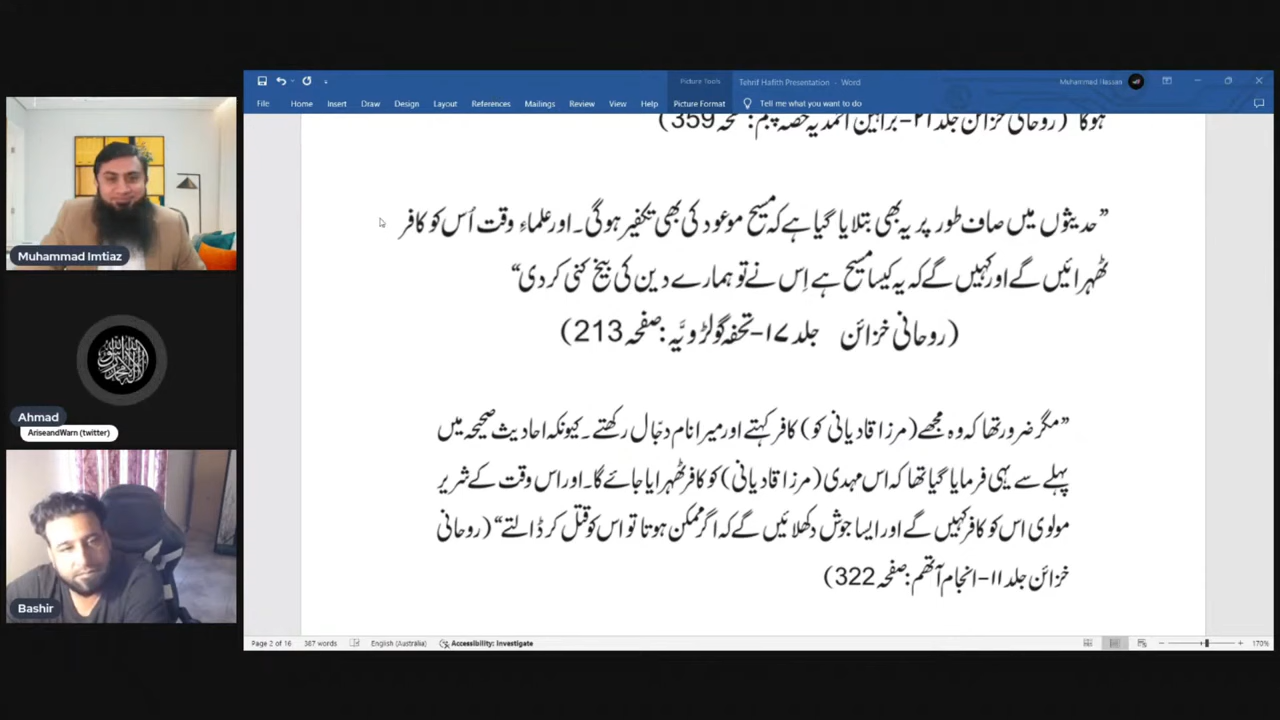 Picture Tools
Tehrif Hafith Presentation - Word
Muhammad Hassan
File Home Insert Draw Design Layout References Mailings Review View Help Picture Format Tell me what you want to do
ہوگا (روحانی خزائن جلد ۲۱-براہین احمدیہ حصہ پنجم: صفحہ 359)
”حدیثوں میں صاف طور پر یہ بھی بتلایا گیا ہے کہ مسیح موعود کی بھی تکفیر ہوگی۔ اور علماء وقت اُس کو کافر
ٹھہرائیں گے اور کہیں گے کہ یہ کیسا مسیح ہے اِس نے تو ہمارے دین کی بیخ کنی کر دی“
(روحانی خزائن جلد ۱۷-تحفہ گولڑویَّہ: صفحہ 213)
”مگر ضرور تھا کہ وہ مجھے (مرزا قادیانی کو) کافر کہتے اور میرا نام دجّال رکھتے۔ کیونکہ احادیث صحیحہ میں
پہلے سے یہی فرمایا گیا تھا کہ اس مہدی (مرزا قادیانی) کو کافر ٹھہرایا جائے گا۔ اور اس وقت کے شریر
مولوی اس کو کافر کہیں گے اور ایسا جوش دکھلائیں گے کہ اگر ممکن ہوتا تو اس کو قتل کر ڈالتے“ (روحانی
خزائن جلد ۱۱-انجام آتھم: صفحہ 322)
Page 2 of 16 387 words English (Australia) Accessibility: Investigate 170%
Muhammad Imtiaz
Ahmad
AriseandWarn (twitter)
Bashir